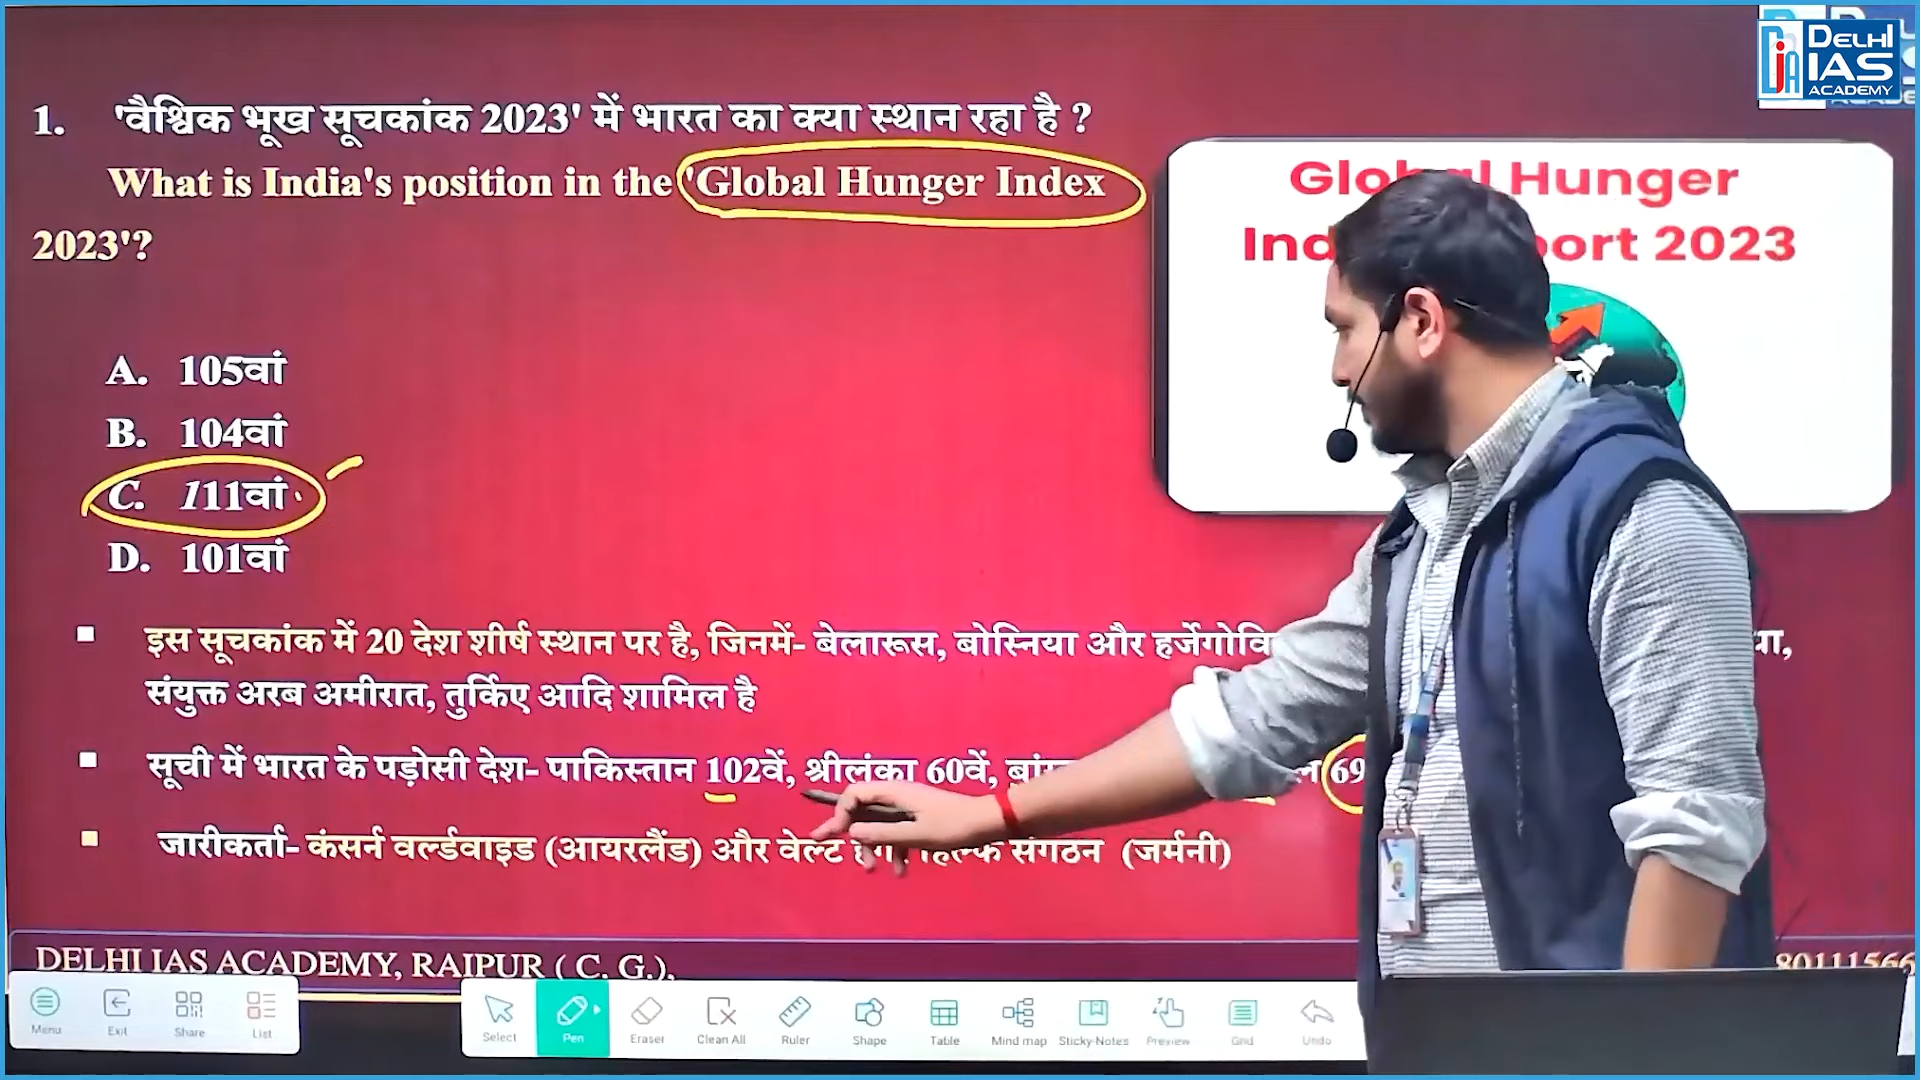 DELHI
IAS
ACADEMY
1. 'वैश्विक भूख सूचकांक 2023' में भारत का क्या स्थान रहा है ?
What is India's position in the 'Global Hunger Index
2023'?
Global Hunger
2023
A. 105वां
B. 104वां
C. 111वां
D. 101वां
इस सूचकांक में 20 देश शीर्ष स्थान पर है, जिनमें- बेलारूस, बोस्निया और
संयुक्त अरब अमीरात, तुर्किए आदि शामिल है
सूची में भारत के पड़ोसी देश- पाकिस्तान 102वें, श्रीलंका 60वें, 69
जारीकर्ता- कंसर्न वर्ल्डवाइड (आयरलैंड) और वेल्ट संगठन (जर्मनी)
DELHI IAS ACADEMY, RAIPUR ( C. G.),
80111566
Menu Exit Share List
Select Pen Eraser Clean All Ruler Shape Table Mind map Sticky-Notes Preview Grid Undo